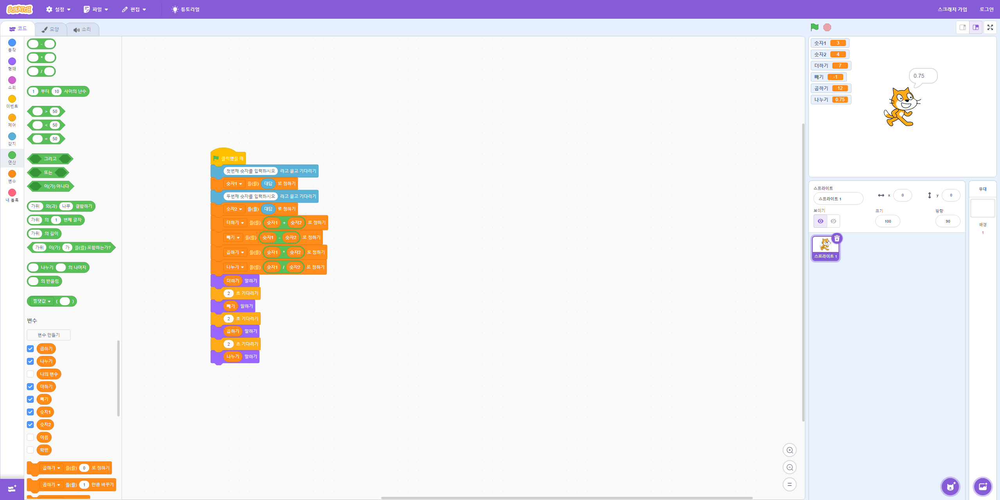 SCRATCH 설정 파일 편집 튜토리얼 스크래치 가입 로그인
코드 모양 소리
동작
형태
소리
이벤트
제어
감지
연산
변수
내 블록
-
*
/
1 부터 10 사이의 난수
> 50
< 50
= 50
그리고
또는
이(가) 아니다
가위 와(과) 나무 결합하기
가위 의 1 번째 글자
가위 의 길이
가위 이(가) 가 을(를) 포함하는가?
나누기 의 나머지
의 반올림
절댓값 ( )
변수
변수 만들기
곱하기
나누기
나의 변수
더하기
빼기
숫자1
숫자2
이름
학번
곱하기 을(를) 0 로 정하기
곱하기 을(를) 1 만큼 바꾸기
클릭했을 때
첫번째 숫자를 입력하시오 라고 묻고 기다리기
숫자1 을(를) 대답 로 정하기
두번째 숫자를 입력하시오 라고 묻고 기다리기
숫자2 을(를) 대답 로 정하기
더하기 을(를) 숫자1 + 숫자2 로 정하기
빼기 을(를) 숫자1 - 숫자2 로 정하기
곱하기 을(를) 숫자1 * 숫자2 로 정하기
나누기 을(를) 숫자1 / 숫자2 로 정하기
더하기 말하기
2 초 기다리기
빼기 말하기
2 초 기다리기
곱하기 말하기
2 초 기다리기
나누기 말하기
숫자1 3
숫자2 4
더하기 7
빼기 -1
곱하기 12
나누기 0.75
0.75
스프라이트
스프라이트 1 x 0 y 0
보이기 크기 방향
100 90
스프라이트 1
무대
배경
1